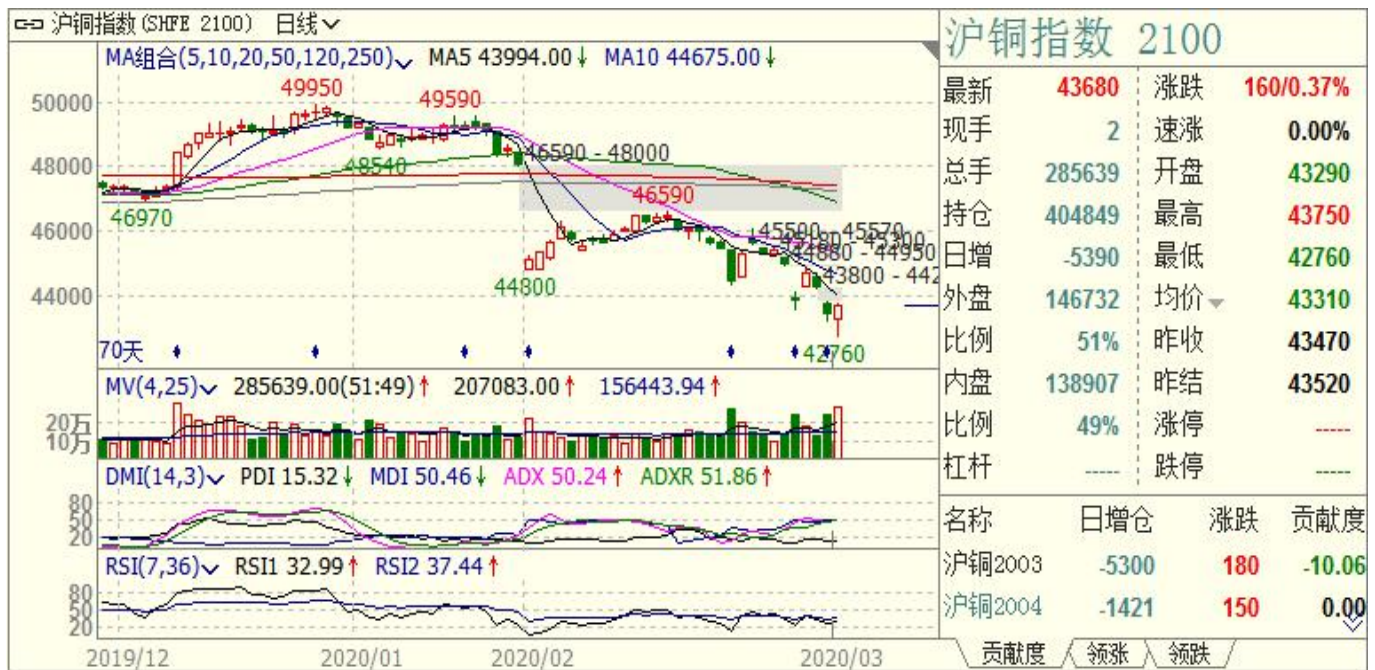 沪铜指数(SHFE 2100) 日线
MA组合(5,10,20,50,120,250) MA5 43994.00↓ MA10 44675.00↓
50000
48000
46000
44000
49950
49590
48540
46970
46590 - 48000
46590
45500 - 45570
44880 - 44950
43800 - 442
44800
42760
70天
MV(4,25) 285639.00(51:49)↑ 207083.00↑ 156443.94↑
20万
10万
DMI(14,3) PDI 15.32↓ MDI 50.46↓ ADX 50.24↑ ADXR 51.86↑
80
50
20
RSI(7,36) RSI1 32.99↑ RSI2 37.44↑
80
50
20
2019/12 2020/01 2020/02 2020/03
沪铜指数 2100
最新 43680 涨跌 160/0.37%
现手 2 速涨 0.00%
总手 285639 开盘 43290
持仓 404849 最高 43750
日增 -5390 最低 42760
外盘 146732 均价 43310
比例 51% 昨收 43470
内盘 138907 昨结 43520
比例 49% 涨停 -----
杠杆 ----- 跌停 -----
名称 日增仓 涨跌 贡献度
沪铜2003 -5300 180 -10.06
沪铜2004 -1421 150 0.00
贡献度 领涨 领跌